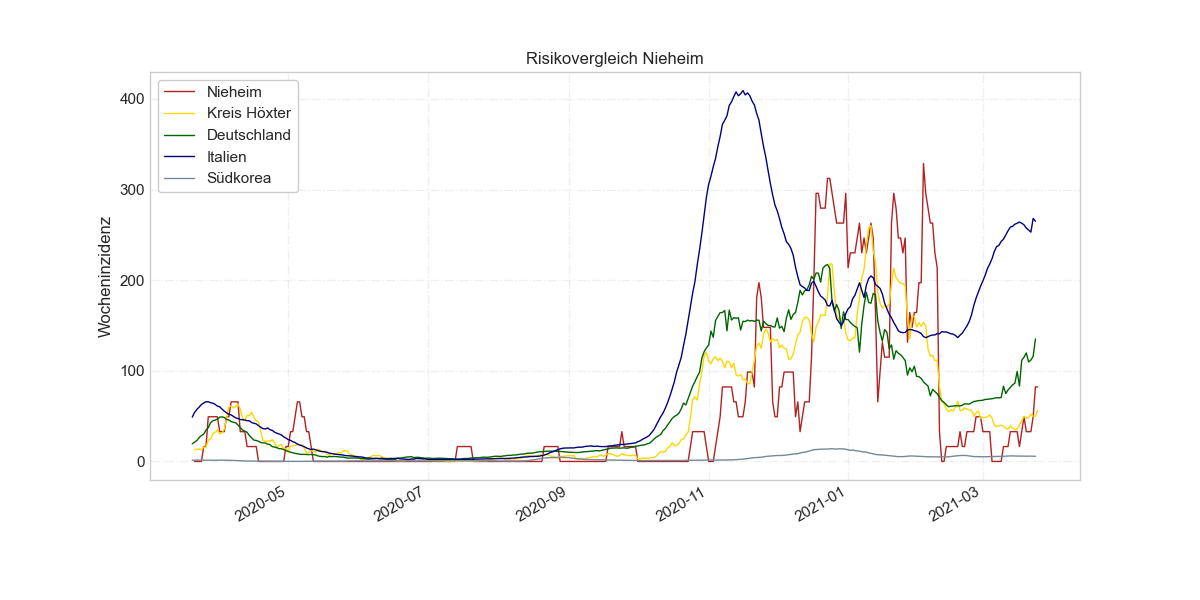 Risikovergleich Nieheim
Nieheim
Kreis Höxter
Deutschland
Italien
Südkorea
Wocheninzidenz
400
300
200
100
0
2020-05
2020-07
2020-09
2020-11
2021-01
2021-03